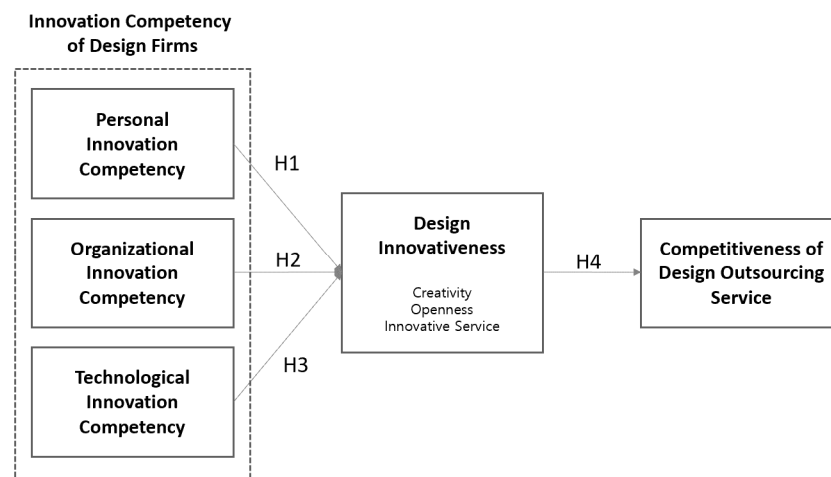 Innovation Competency
of Design Firms
Personal
Innovation
Competency
H1
Organizational
Innovation
Competency
H2
Technological
Innovation
Competency
H3
Design
Innovativeness
Creativity
Openness
Innovative Service
H4
Competitiveness of
Design Outsourcing
Service